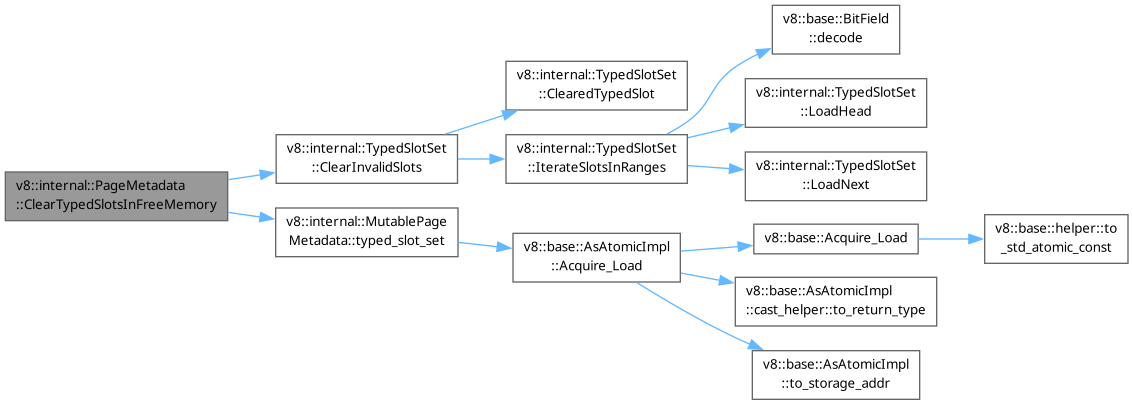 v8::internal::PageMetadata
::ClearTypedSlotsInFreeMemory
v8::internal::TypedSlotSet
::ClearInvalidSlots
v8::internal::MutablePage
Metadata::typed_slot_set
v8::internal::TypedSlotSet
::ClearedTypedSlot
v8::internal::TypedSlotSet
::IterateSlotsInRanges
v8::base::AsAtomicImpl
::Acquire_Load
v8::base::BitField
::decode
v8::internal::TypedSlotSet
::LoadHead
v8::internal::TypedSlotSet
::LoadNext
v8::base::Acquire_Load
v8::base::AsAtomicImpl
::cast_helper::to_return_type
v8::base::AsAtomicImpl
::to_storage_addr
v8::base::helper::to
_std_atomic_const